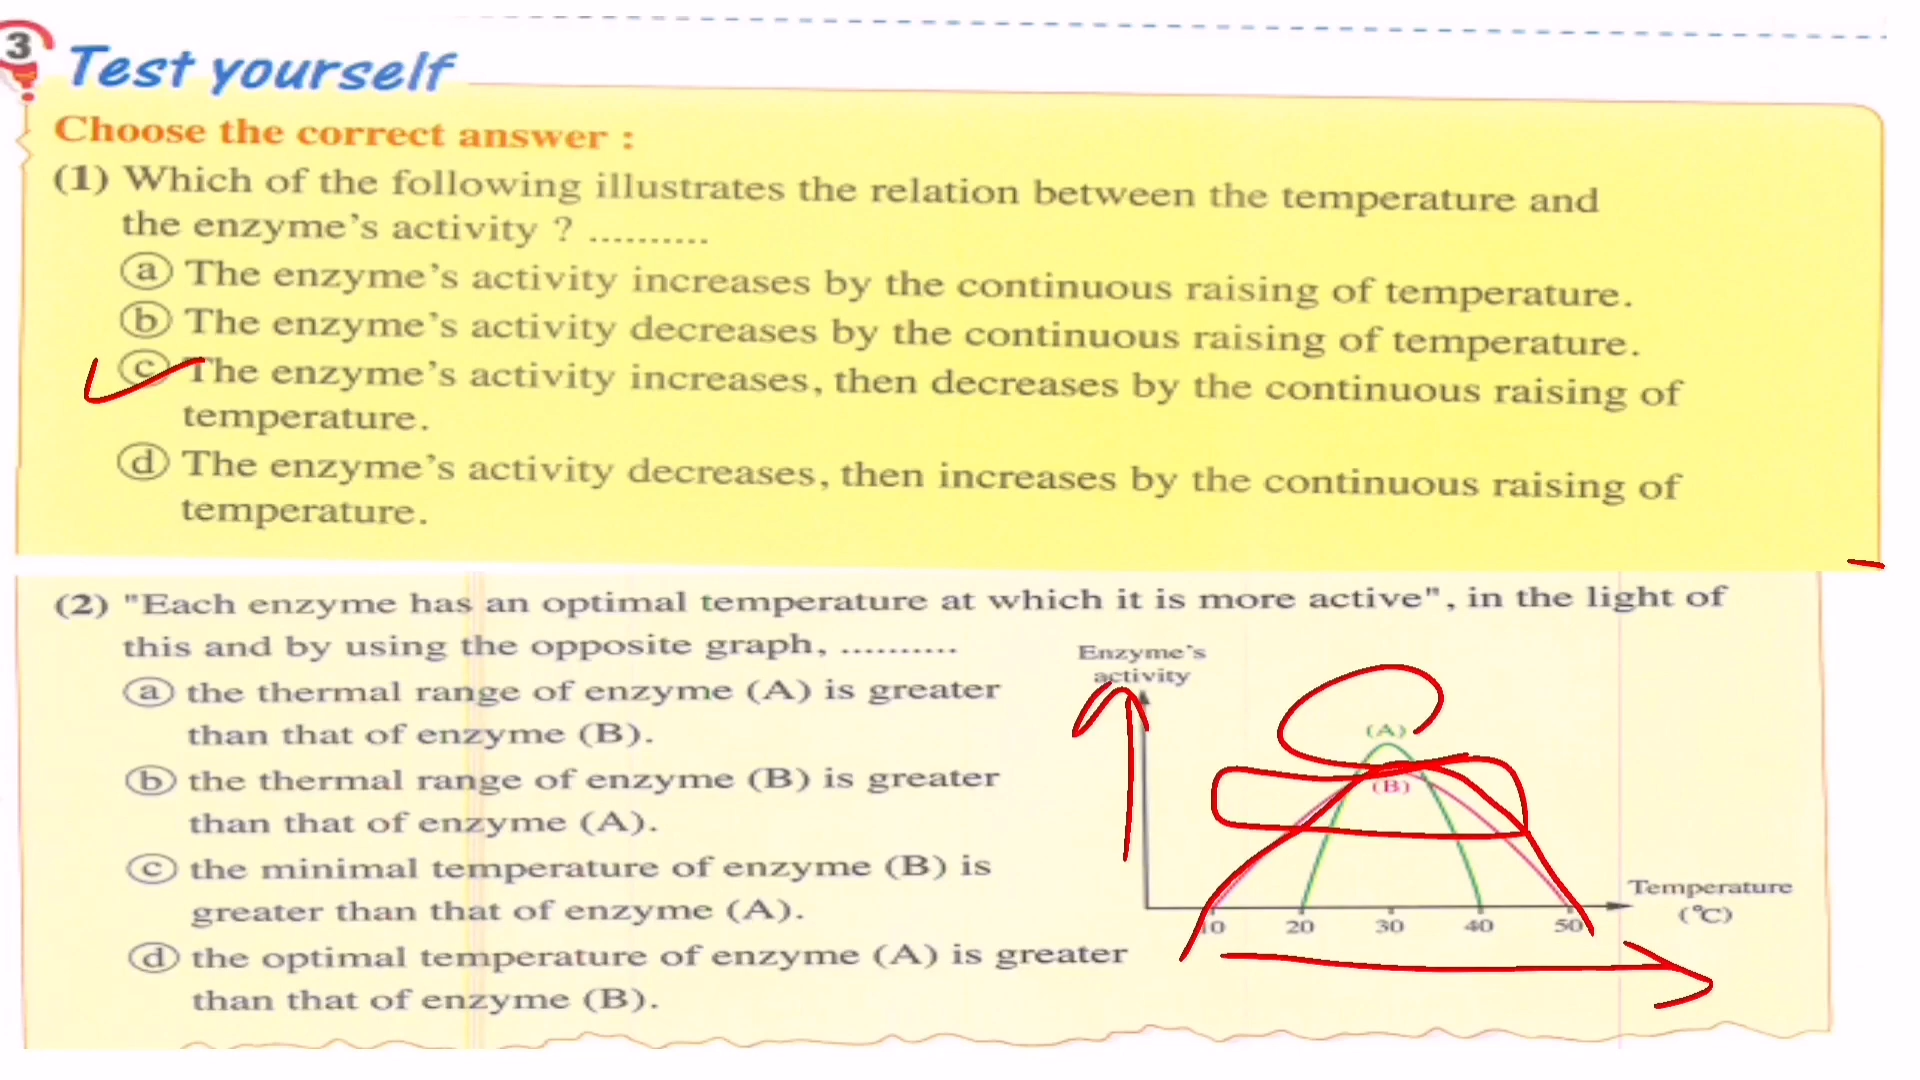 3
Test yourself
Choose the correct answer :
(1) Which of the following illustrates the relation between the temperature and
the enzyme's activity ? ..........
ⓐ The enzyme's activity increases by the continuous raising of temperature.
ⓑ The enzyme's activity decreases by the continuous raising of temperature.
ⓒ The enzyme's activity increases, then decreases by the continuous raising of
temperature.
ⓓ The enzyme's activity decreases, then increases by the continuous raising of
temperature.
(2) "Each enzyme has an optimal temperature at which it is more active", in the light of
this and by using the opposite graph, ..........
ⓐ the thermal range of enzyme (A) is greater
than that of enzyme (B).
ⓑ the thermal range of enzyme (B) is greater
than that of enzyme (A).
ⓒ the minimal temperature of enzyme (B) is
greater than that of enzyme (A).
ⓓ the optimal temperature of enzyme (A) is greater
than that of enzyme (B).
Enzyme's
activity
(A)
(B)
10 20 30 40 50
Temperature
(°C)